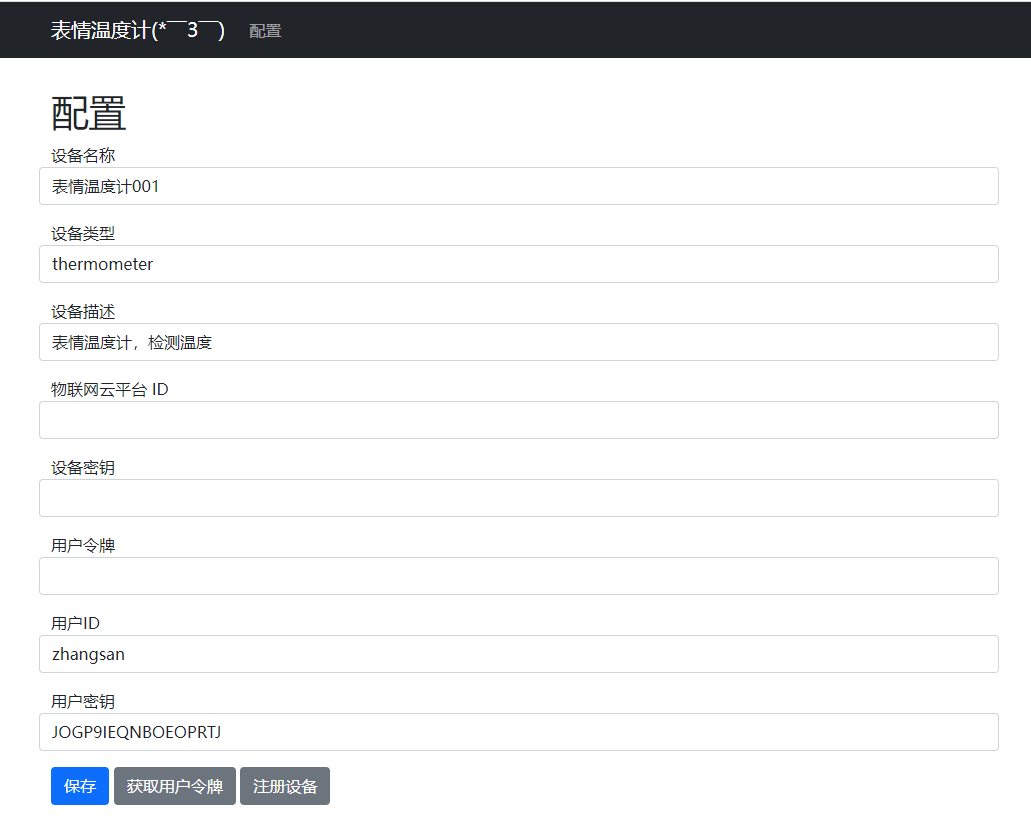 表情温度计(*￣3￣) 配置
配置
设备名称
表情温度计001
设备类型
thermometer
设备描述
表情温度计，检测温度
物联网云平台 ID
设备密钥
用户令牌
用户ID
zhangsan
用户密钥
JOGP9IEQNBOEOPRTJ
保存 获取用户令牌 注册设备